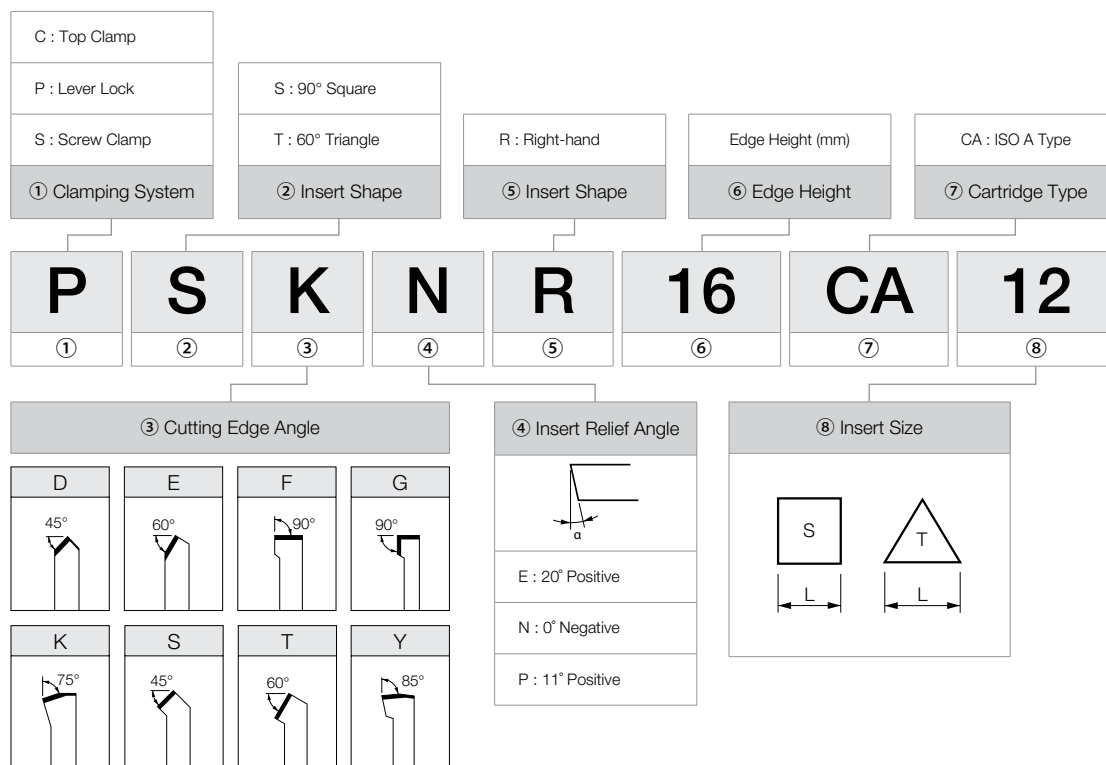 C : Top Clamp
P : Lever Lock
S : Screw Clamp
① Clamping System
S : 90° Square
T : 60° Triangle
② Insert Shape
R : Right-hand
⑤ Insert Shape
Edge Height (mm)
⑥ Edge Height
CA : ISO A Type
⑦ Cartridge Type
P S K N R 16 CA 12
① ② ③ ④ ⑤ ⑥ ⑦ ⑧
③ Cutting Edge Angle
D E F G
45° 60° 90° 90°
K S T Y
75° 45° 60° 85°
④ Insert Relief Angle
α
E : 20° Positive
N : 0° Negative
P : 11° Positive
⑧ Insert Size
S T
L L